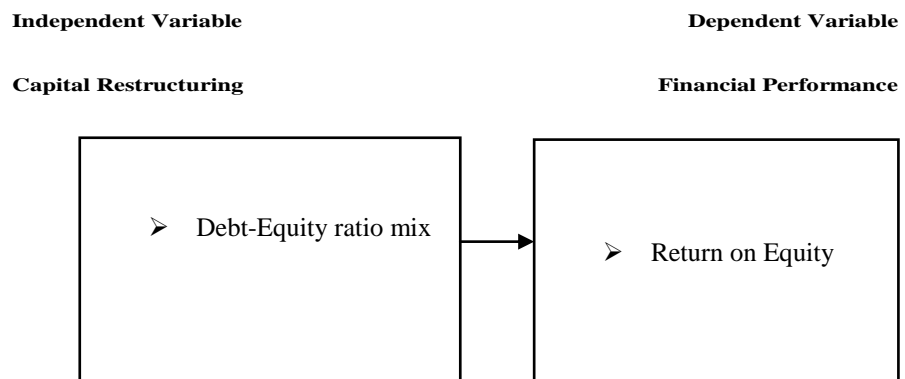 Independent Variable Dependent Variable
Capital Restructuring Financial Performance
➢ Debt-Equity ratio mix
➢ Return on Equity